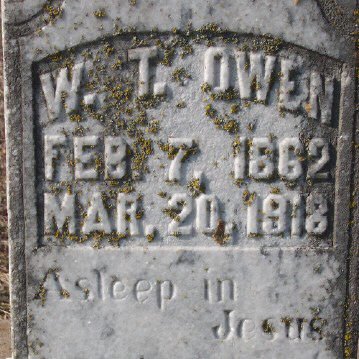 W. T. OWEN
FEB. 7. 1862
MAR. 20. 1918
Asleep in
Jesus